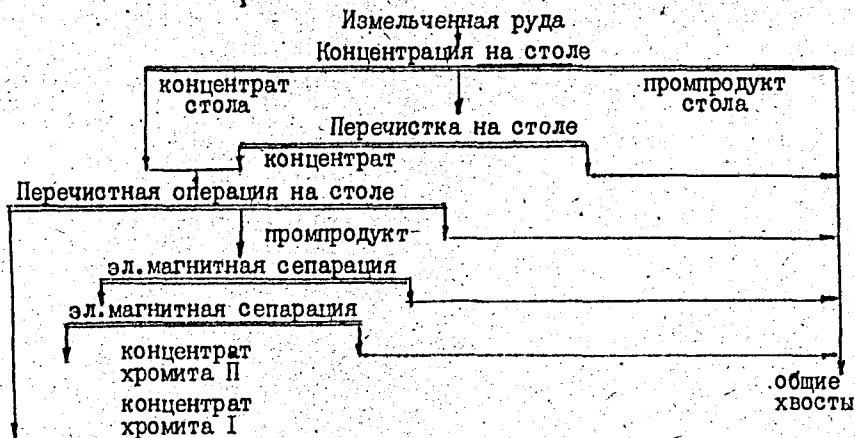 Измельченная руда
Концентрация на столе
концентрат стола
промпродукт стола
Перечистка на столе
концентрат
Перечистная операция на столе
промпродукт
эл.магнитная сепарация
эл.магнитная сепарация
концентрат
хромита П
концентрат
хромита I
общие
хвосты